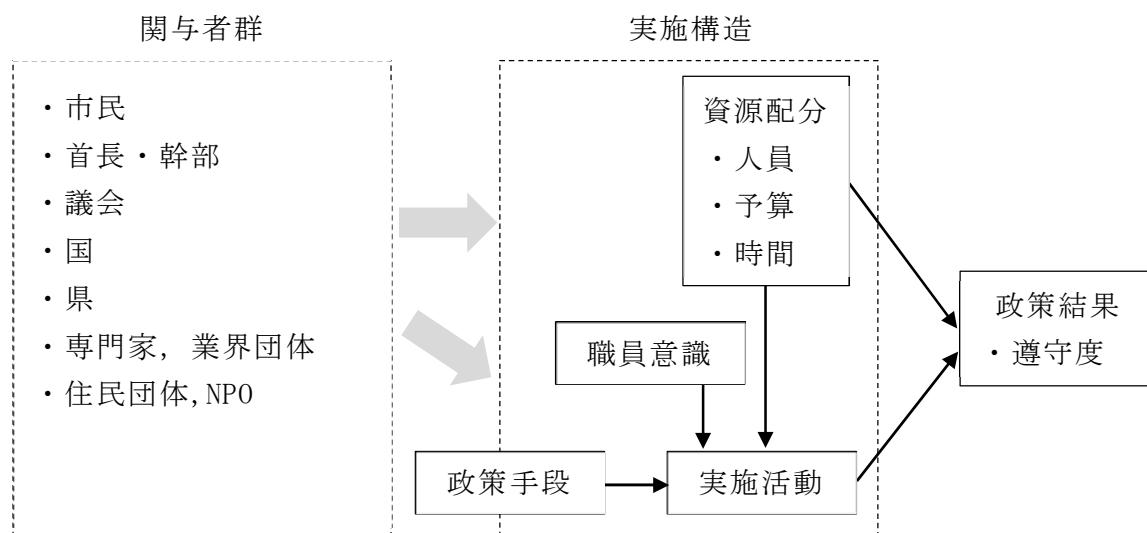 関与者群
・市民
・首長・幹部
・議会
・国
・県
・専門家, 業界団体
・住民団体,NPO
実施構造
資源配分
・人員
・予算
・時間
職員意識
政策手段
実施活動
政策結果
・遵守度